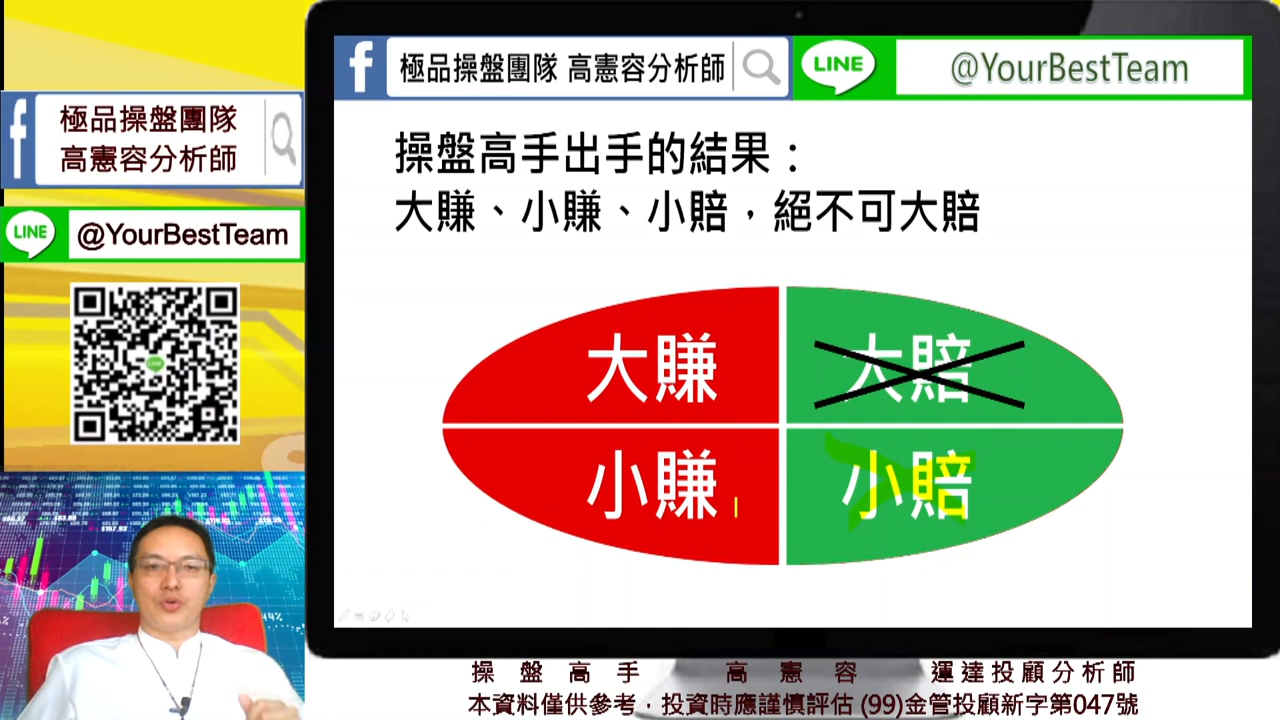 極品操盤團隊
高憲容分析師
LINE
@YourBestTeam
極品操盤團隊 高憲容分析師
LINE
@YourBestTeam
操盤高手出手的結果：
大賺、小賺、小賠，絕不可大賠
大賺
大賠
小賺
小賠
操盤高手 高憲容 運達投顧分析師
本資料僅供參考，投資時應謹慎評估 (99)金管投顧新字第047號